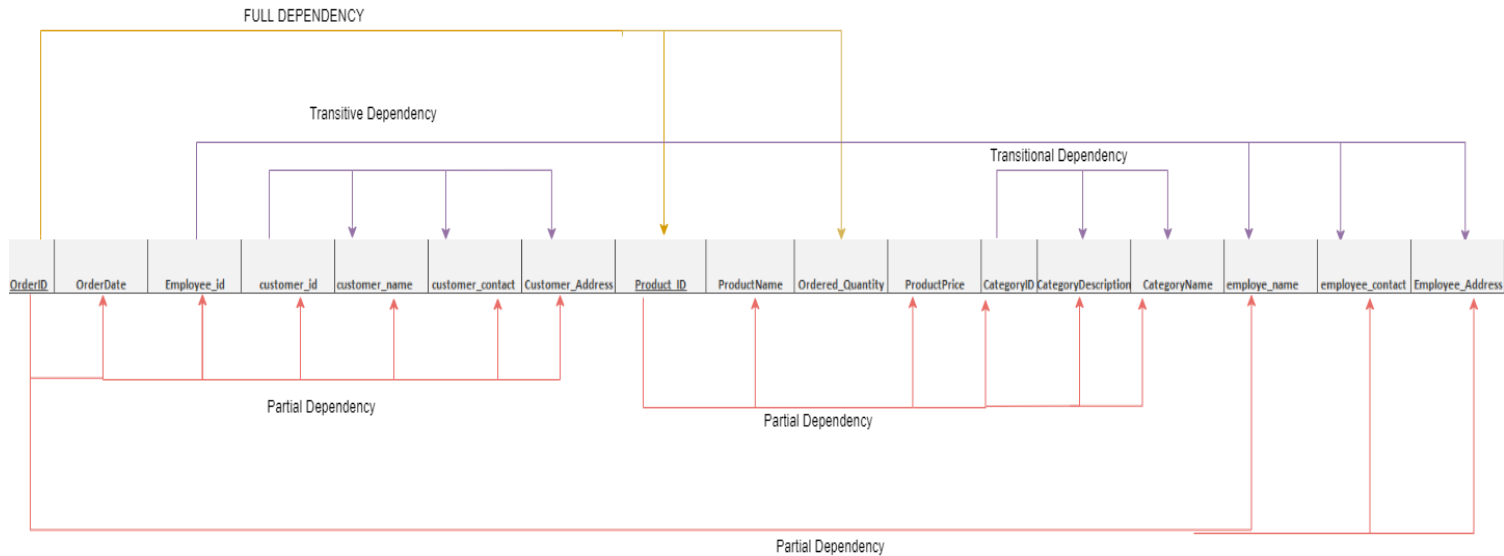 FULL DEPENDENCY
Transitive Dependency
Transitional Dependency
OrderID OrderDate Employee_id customer_id customer_name customer_contact Customer_Address Product_ID ProductName Ordered_Quantity ProductPrice CategoryID CategoryDescription CategoryName employe_name employee_contact Employee_Address
Partial Dependency
Partial Dependency
Partial Dependency